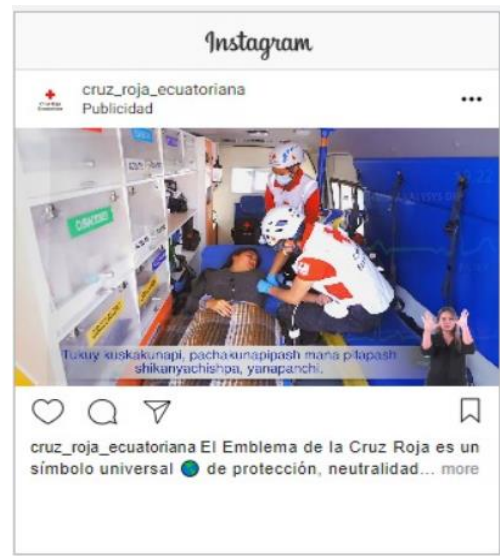 Instagram
cruz_roja_ecuatoriana
Publicidad
CURACIONES
Tukuy kuskakunapi, pachakunapipash mana pitapash
shikanyachishpa, yanapanchi.
cruz_roja_ecuatoriana El Emblema de la Cruz Roja es un
símbolo universal 🌎 de protección, neutralidad... more